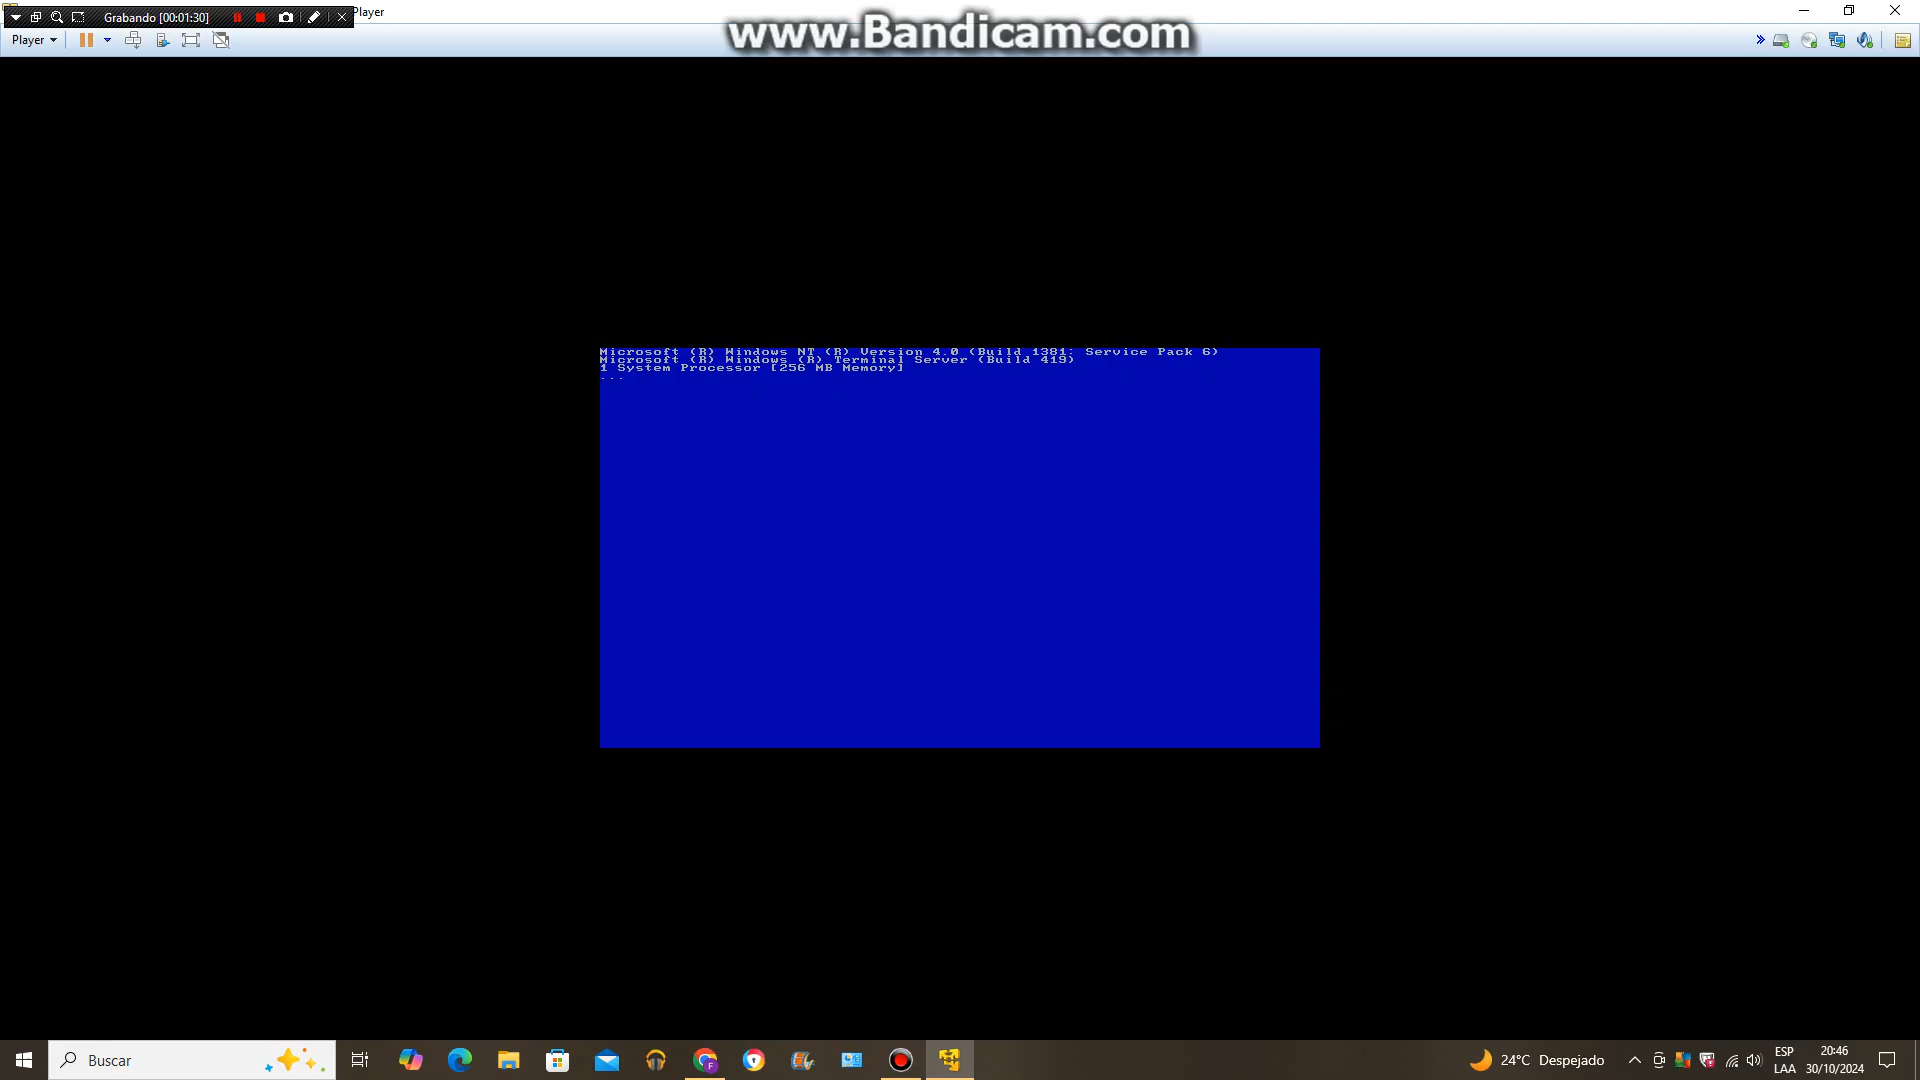 Grabando [00:01:30]
Player
www.Bandicam.com
Player
Microsoft (R) Windows NT (R) Version 4.0 (Build 1381: Service Pack 6)
Microsoft (R) Windows (R) Terminal Server (Build 419)
1 System Processor [256 MB Memory]
...
Buscar
24°C Despejado
ESP
LAA
20:46
30/10/2024